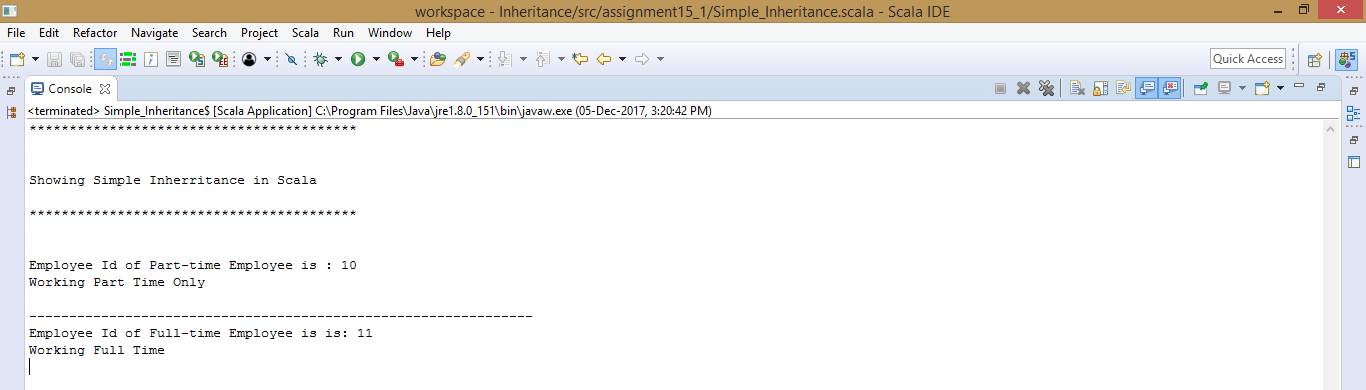 workspace - Inheritance/src/assignment15_1/Simple_Inheritance.scala - Scala IDE
File Edit Refactor Navigate Search Project Scala Run Window Help
Quick Access
Console
<terminated> Simple_Inheritance$ [Scala Application] C:\Program Files\Java\jre1.8.0_151\bin\javaw.exe (05-Dec-2017, 3:20:42 PM)
*****************************************
Showing Simple Inherritance in Scala
*****************************************
Employee Id of Part-time Employee is : 10
Working Part Time Only
---------------------------------------------------------------
Employee Id of Full-time Employee is is: 11
Working Full Time